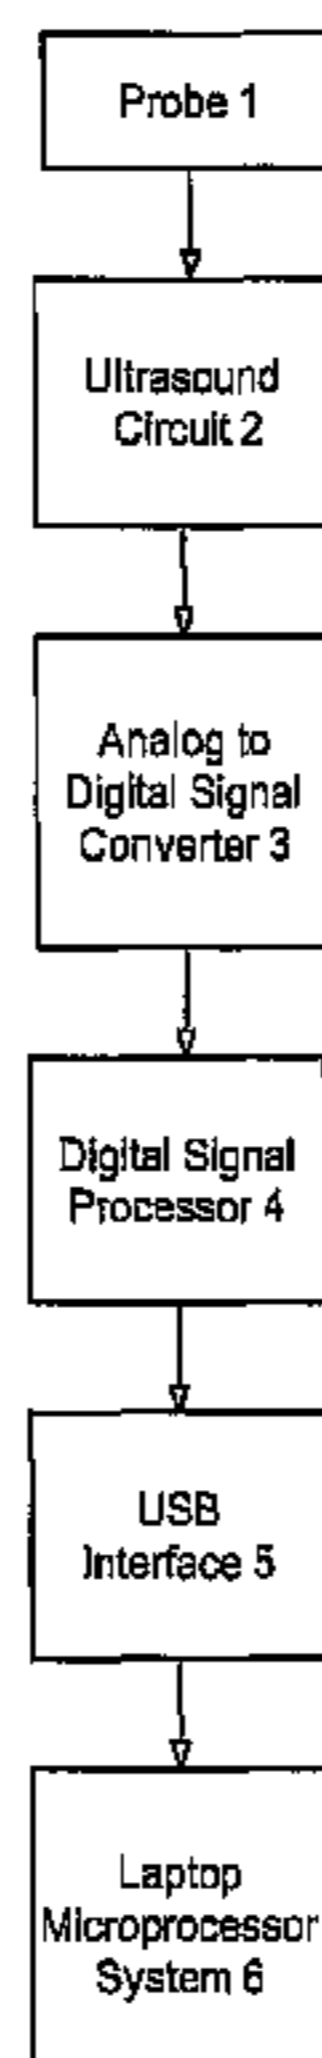 Probe 1
Ultrasound
Circuit 2
Analog to
Digital Signal
Converter 3
Digital Signal
Processor 4
USB
Interface 5
Laptop
Microprocessor
System 6